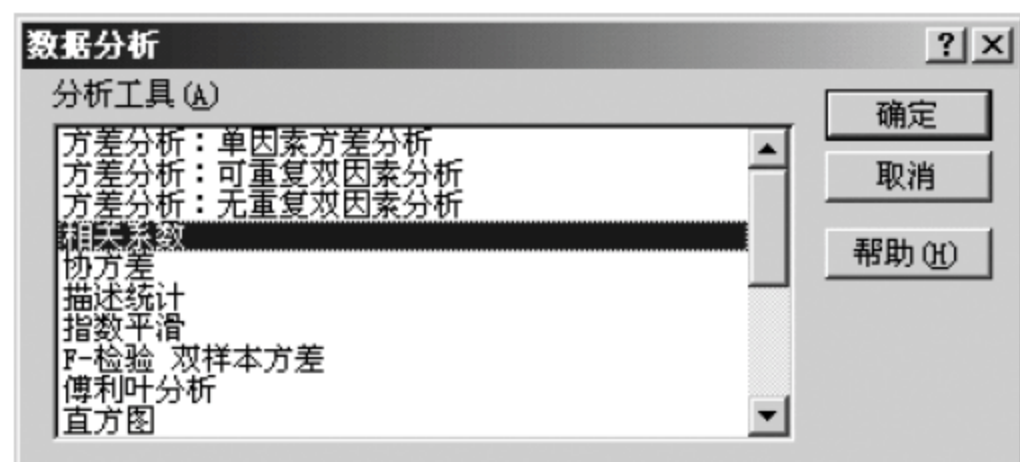 数据分析
分析工具(A)
方差分析：单因素方差分析
方差分析：可重复双因素分析
方差分析：无重复双因素分析
相关系数
协方差
描述统计
指数平滑
F-检验 双样本方差
傅利叶分析
直方图
确定
取消
帮助(H)